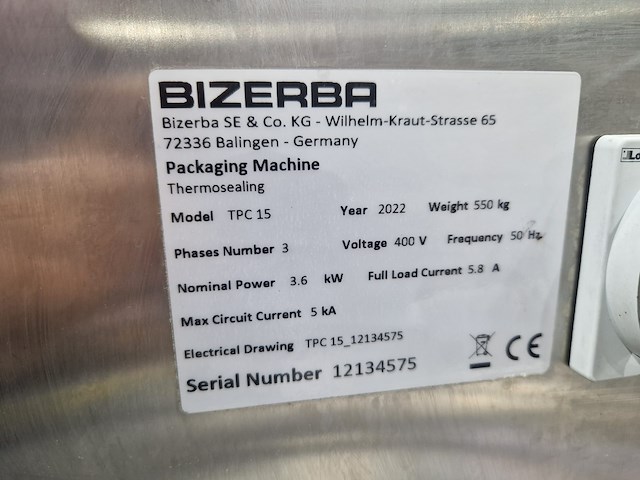 BIZERBA
Bizerba SE & Co. KG - Wilhelm-Kraut-Strasse 65
72336 Balingen - Germany
Packaging Machine
Thermosealing
Model TPC 15 Year 2022 Weight 550 kg
Phases Number 3 Voltage 400 V Frequency 50 Hz
Nominal Power 3.6 kW Full Load Current 5.8 A
Max Circuit Current 5 kA
Electrical Drawing TPC 15_12134575
CE
Serial Number 12134575